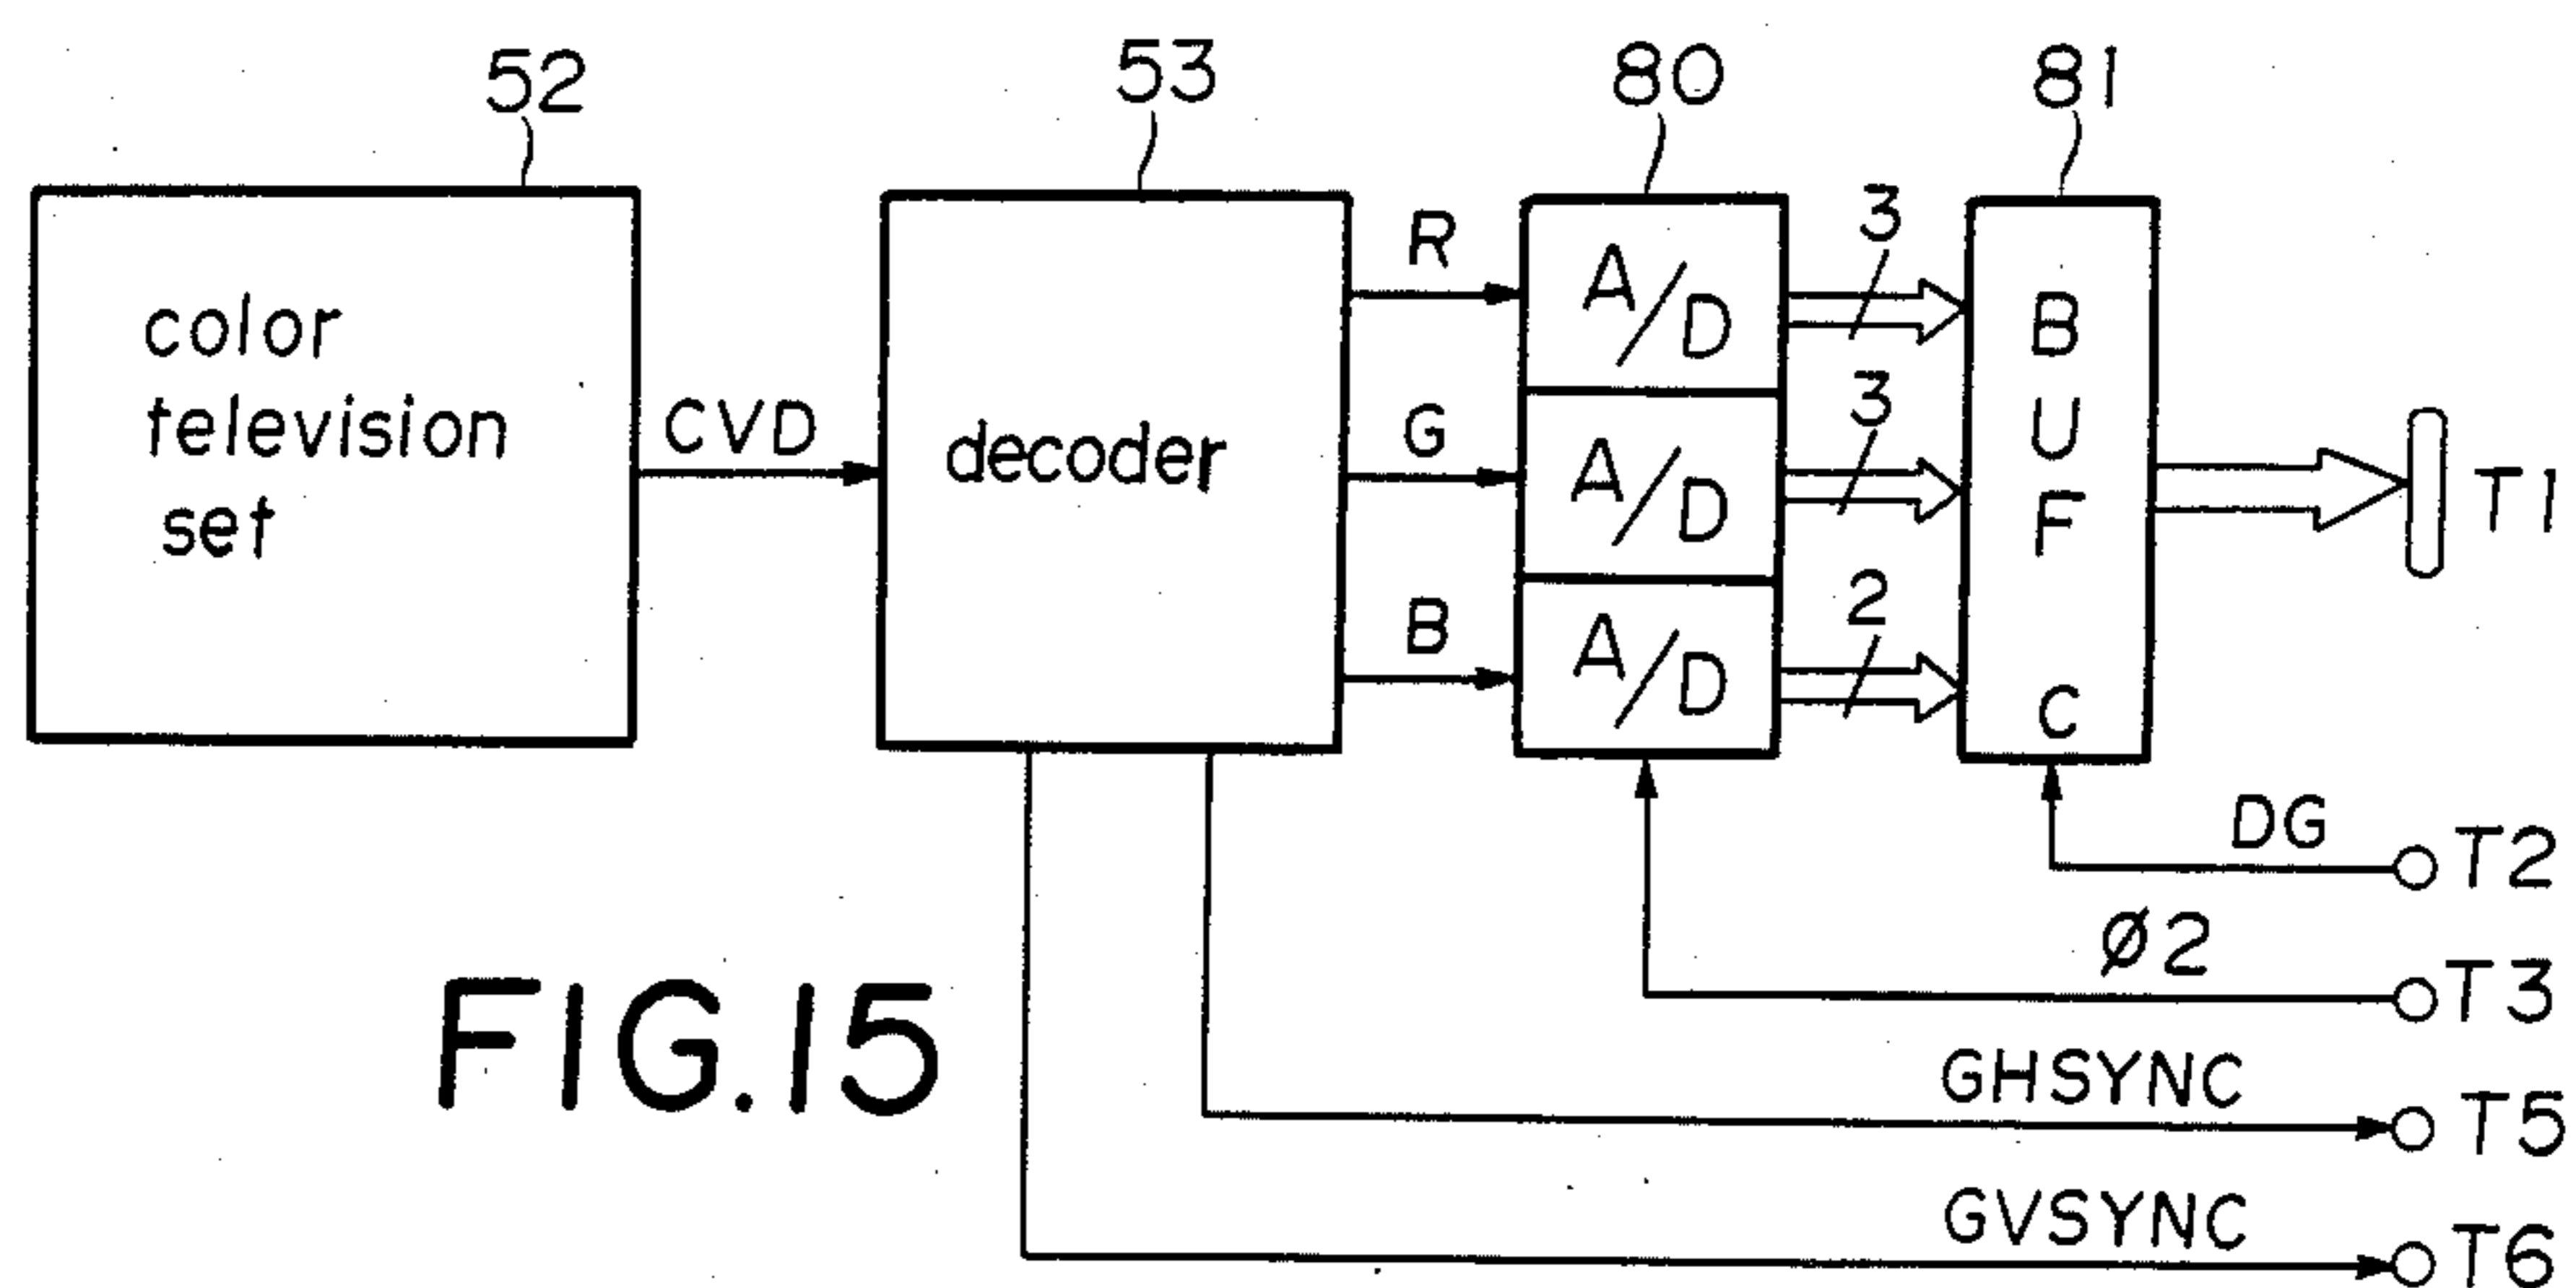 52
53
80
81
color
television
set
CVD
decoder
R
G
B
A/D
A/D
A/D
3
3
2
B
U
F
C
T1
DG
T2
Ø2
T3
GHSYNC
T5
GVSYNC
T6
FIG.15